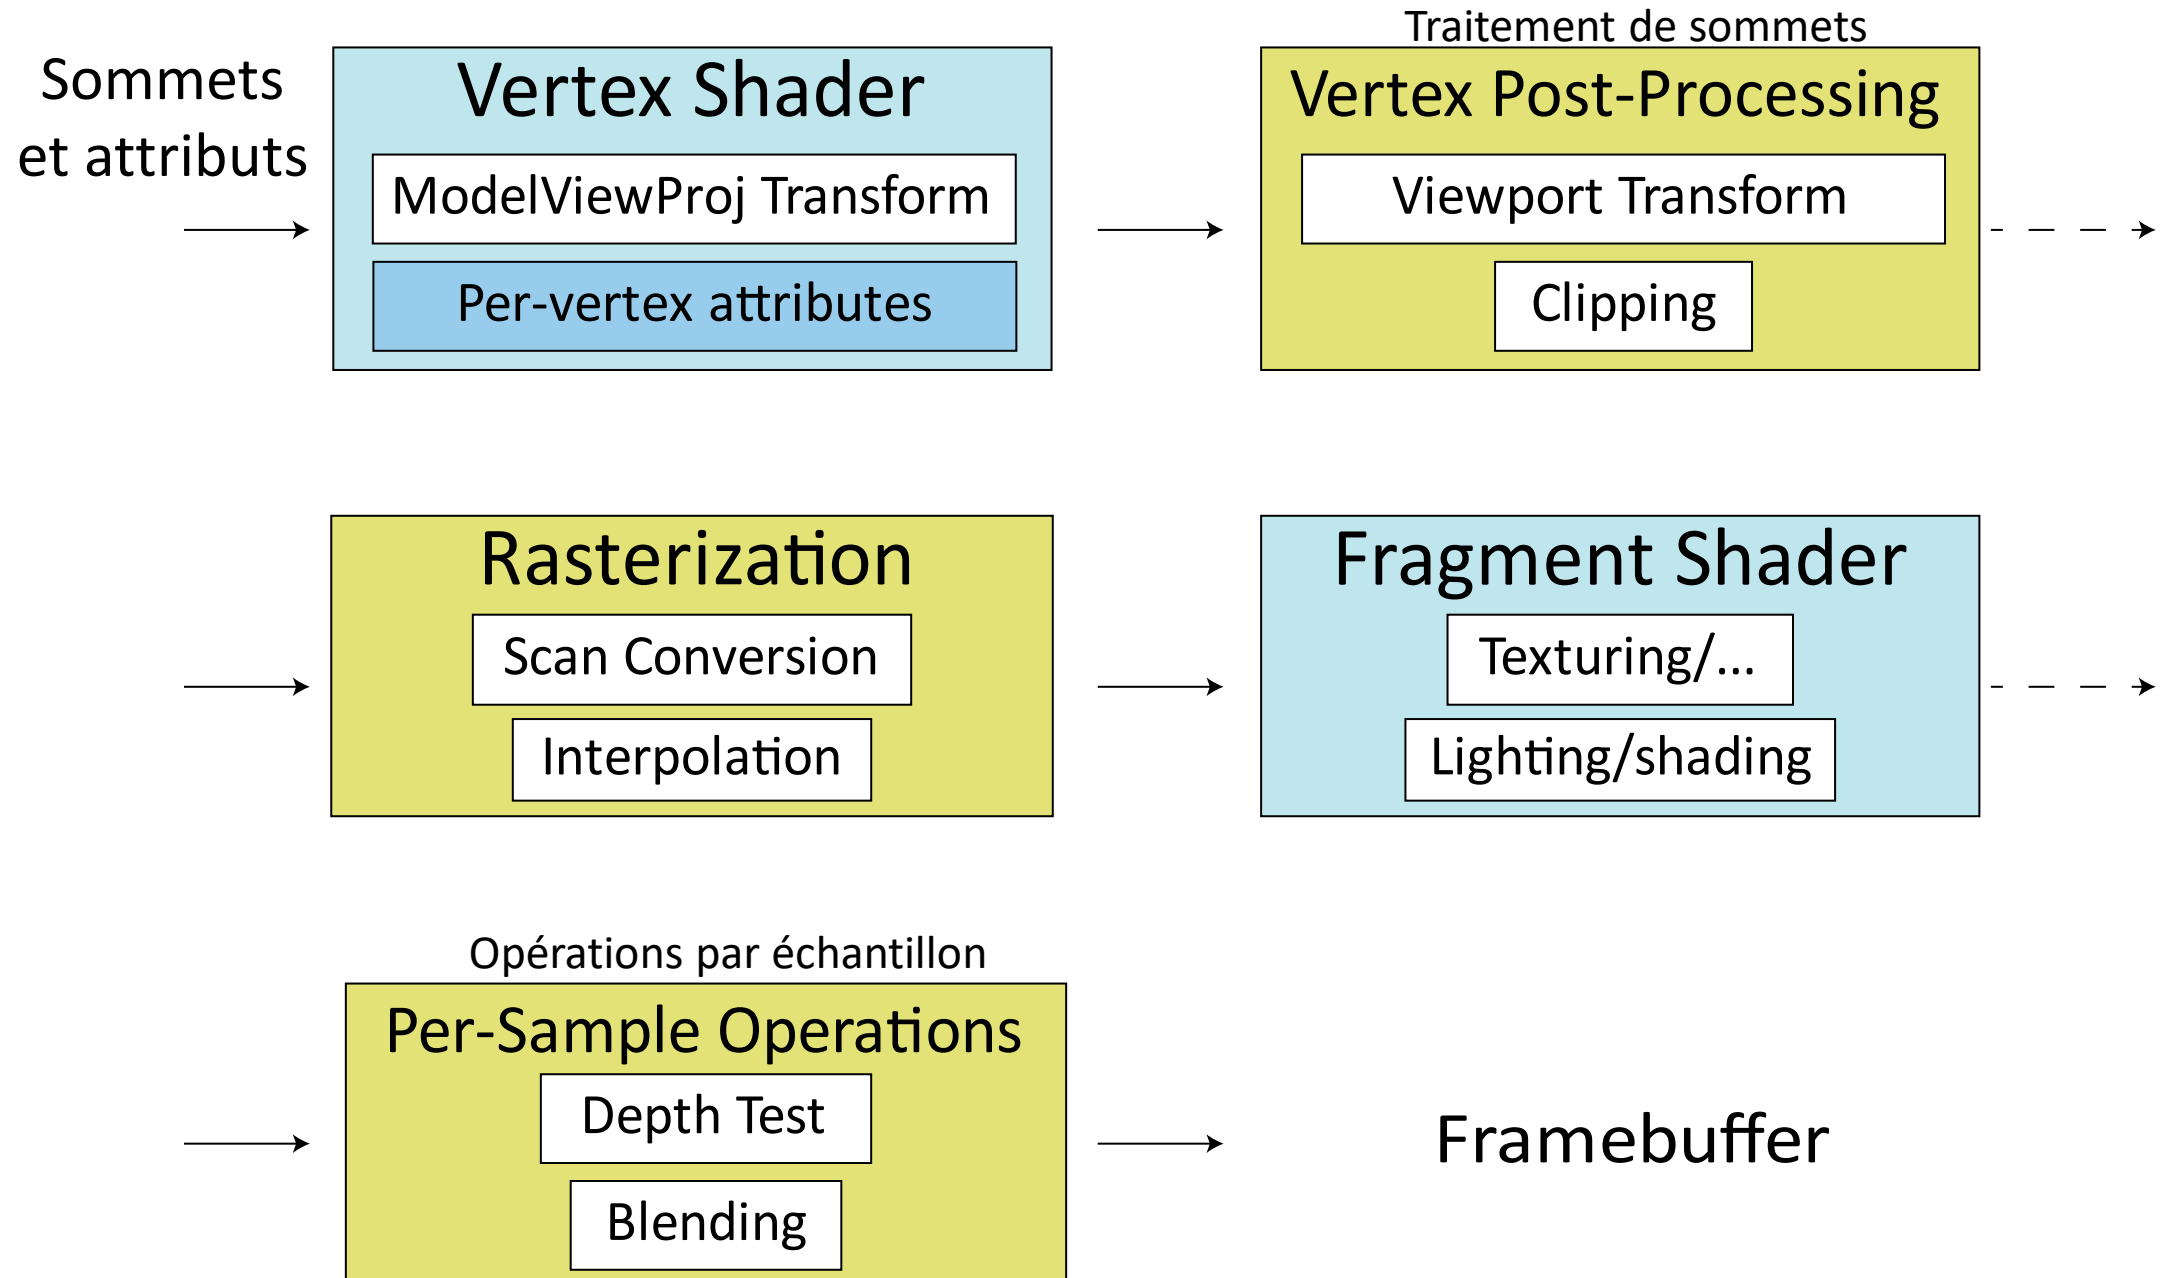 Sommets
et attributs
Vertex Shader
ModelViewProj Transform
Per-vertex attributes
Traitement de sommets
Vertex Post-Processing
Viewport Transform
Clipping
Rasterization
Scan Conversion
Interpolation
Fragment Shader
Texturing/...
Lighting/shading
Opérations par échantillon
Per-Sample Operations
Depth Test
Blending
Framebuffer